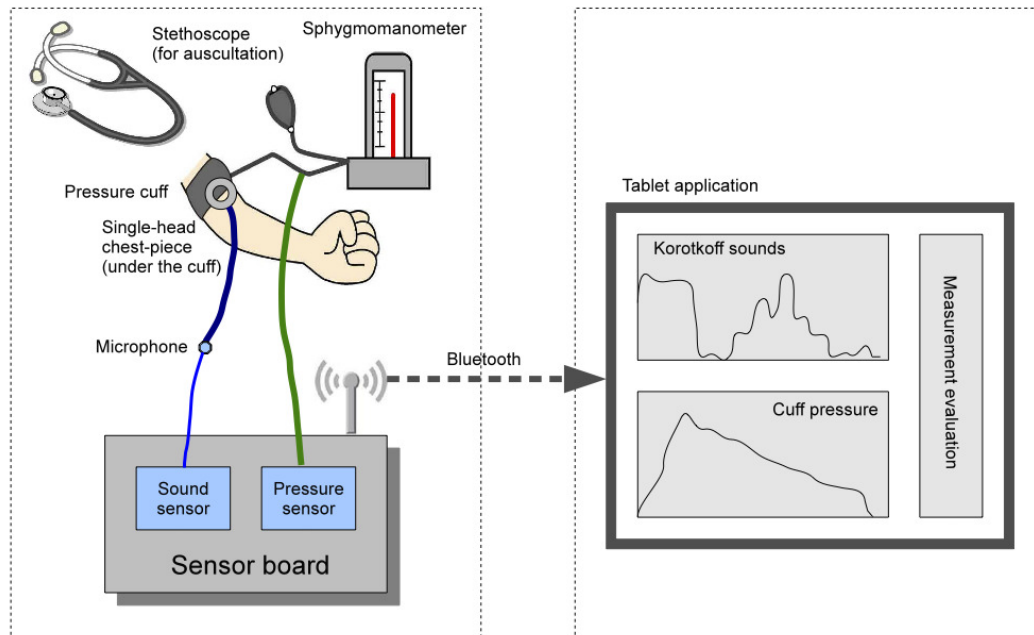 Stethoscope
(for auscultation)
Sphygmomanometer
Pressure cuff
Single-head
chest-piece
(under the cuff)
Microphone
Bluetooth
Sound
sensor
Pressure
sensor
Sensor board
Tablet application
Korotkoff sounds
Cuff pressure
Measurement evaluation